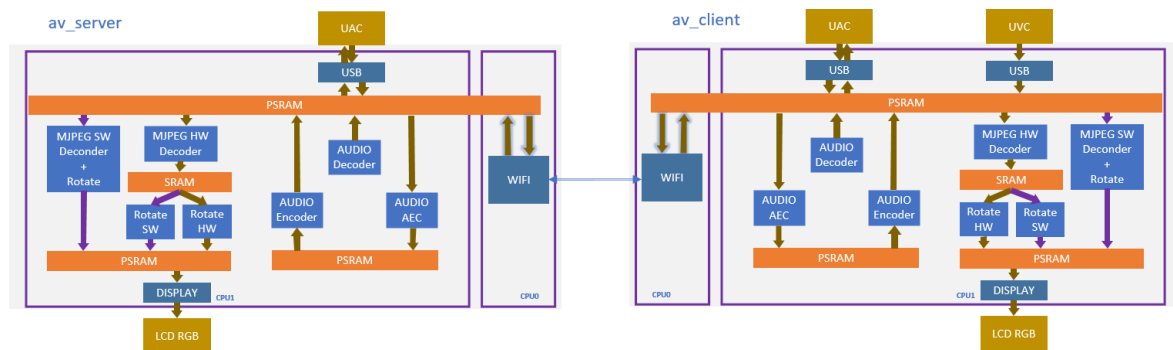 av_server
UAC
USB
PSRAM
MJPEG SW
Deconder
+
Rotate
MJPEG HW
Decoder
SRAM
Rotate
SW
Rotate
HW
PSRAM
DISPLAY
LCD RGB
AUDIO
Encoder
AUDIO
Decoder
AUDIO
AEC
PSRAM
CPU1
WIFI
CPU0
av_client
UAC
UVC
USB
USB
PSRAM
WIFI
CPU0
AUDIO
AEC
AUDIO
Decoder
AUDIO
Encoder
PSRAM
MJPEG HW
Decoder
SRAM
Rotate
HW
Rotate
SW
MJPEG SW
Deconder
+
Rotate
PSRAM
DISPLAY
CPU1
LCD RGB